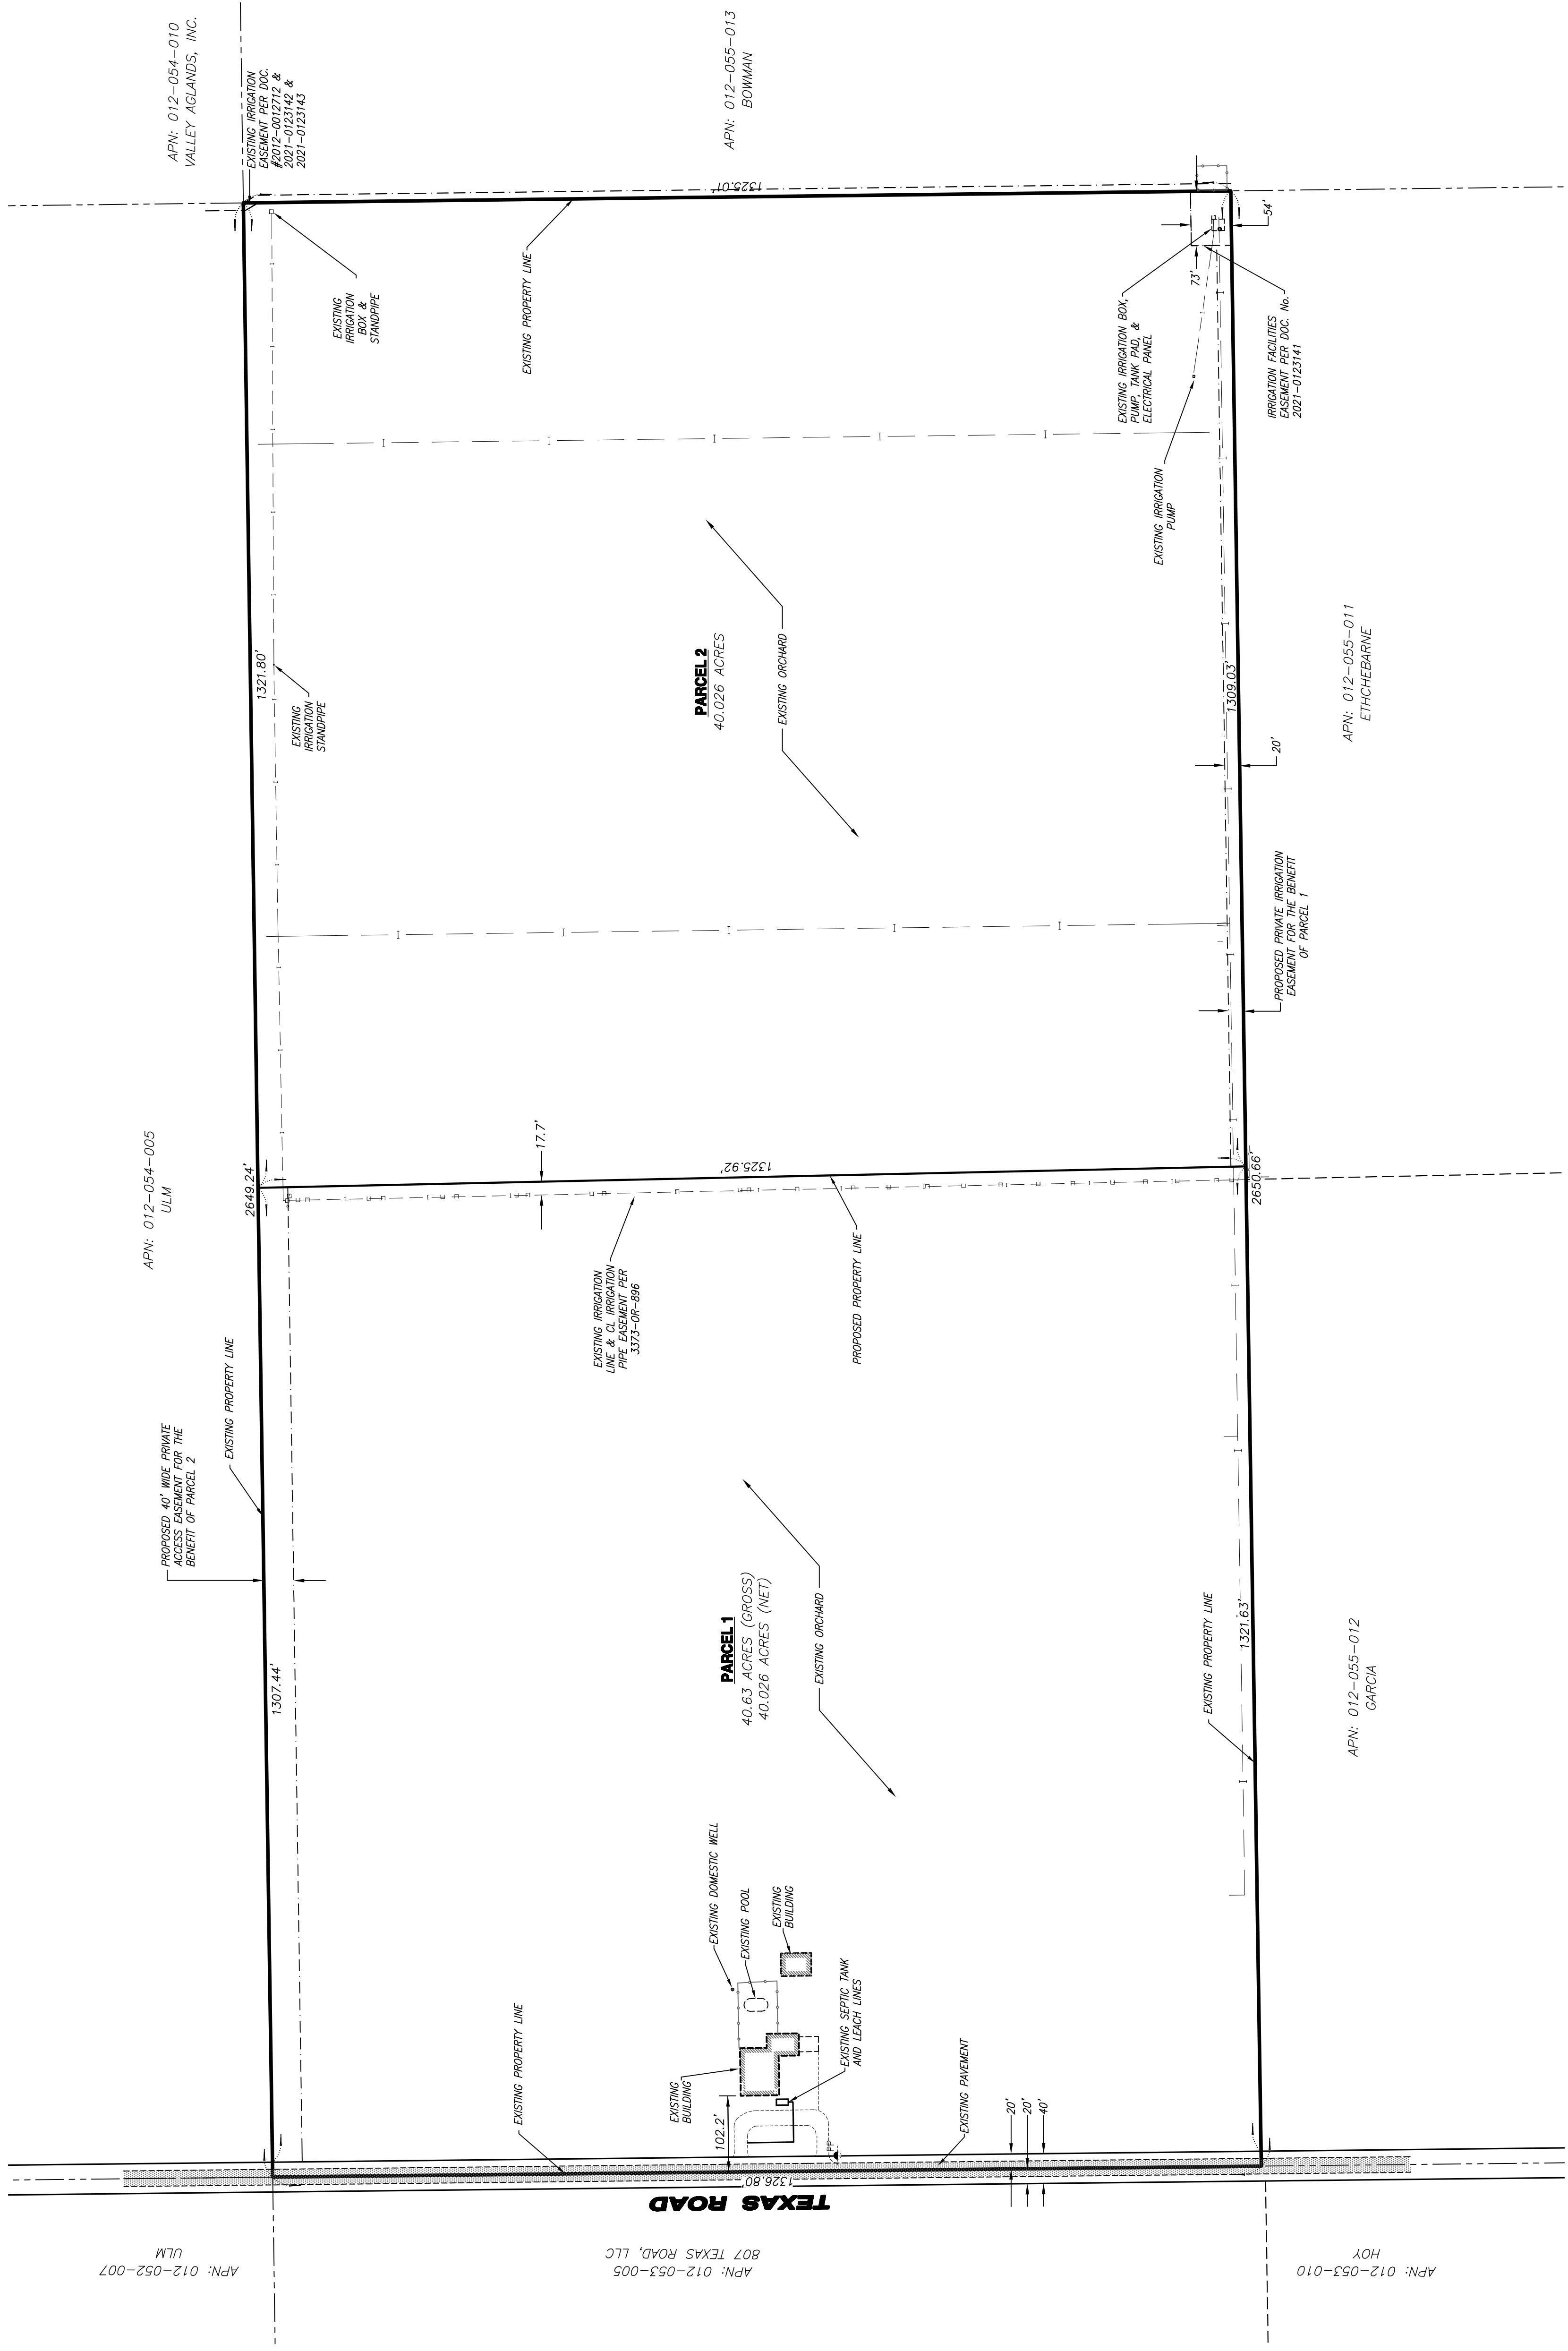 APN: 012-054-010
VALLEY AGLANDS, INC.
EXISTING IRRIGATION
EASEMENT PER DOC.
#2012-0012712 &
2021-0123142 &
2021-0123143
APN: 012-055-013
BOWMAN
1325.01'
EXISTING
IRRIGATION
BOX &
STANDPIPE
EXISTING PROPERTY LINE
54'
73'
EXISTING IRRIGATION BOX,
PUMP, TANK PAD, &
ELECTRICAL PANEL
IRRIGATION FACILITIES
EASEMENT PER DOC. No.
2021-0123141
EXISTING IRRIGATION
PUMP
1321.80'
EXISTING
IRRIGATION
STANDPIPE
PARCEL 2
40.026 ACRES
EXISTING ORCHARD
1309.03'
APN: 012-055-011
ETHCHEBARNE
20'
PROPOSED PRIVATE IRRIGATION
EASEMENT FOR THE BENEFIT
OF PARCEL 1
APN: 012-054-005
ULM
2649.24'
17.7'
1325.92'
2650.66'
EXISTING IRRIGATION
LINE & CL IRRIGATION
PIPE EASEMENT PER
3373-OR-896
PROPOSED PROPERTY LINE
EXISTING PROPERTY LINE
PROPOSED 40' WIDE PRIVATE
ACCESS EASEMENT FOR THE
BENEFIT OF PARCEL 2
1307.44'
PARCEL 1
40.63 ACRES (GROSS)
40.026 ACRES (NET)
EXISTING ORCHARD
EXISTING PROPERTY LINE
1321.63'
APN: 012-055-012
GARCIA
EXISTING DOMESTIC WELL
EXISTING POOL
EXISTING
BUILDING
EXISTING SEPTIC TANK
AND LEACH LINES
EXISTING PROPERTY LINE
EXISTING
BUILDING
102.2'
EXISTING PAVEMENT
20'
20'
40'
1326.80'
TEXAS ROAD
APN: 012-052-007
ULM
APN: 012-053-005
807 TEXAS ROAD, LLC
APN: 012-053-010
HOY